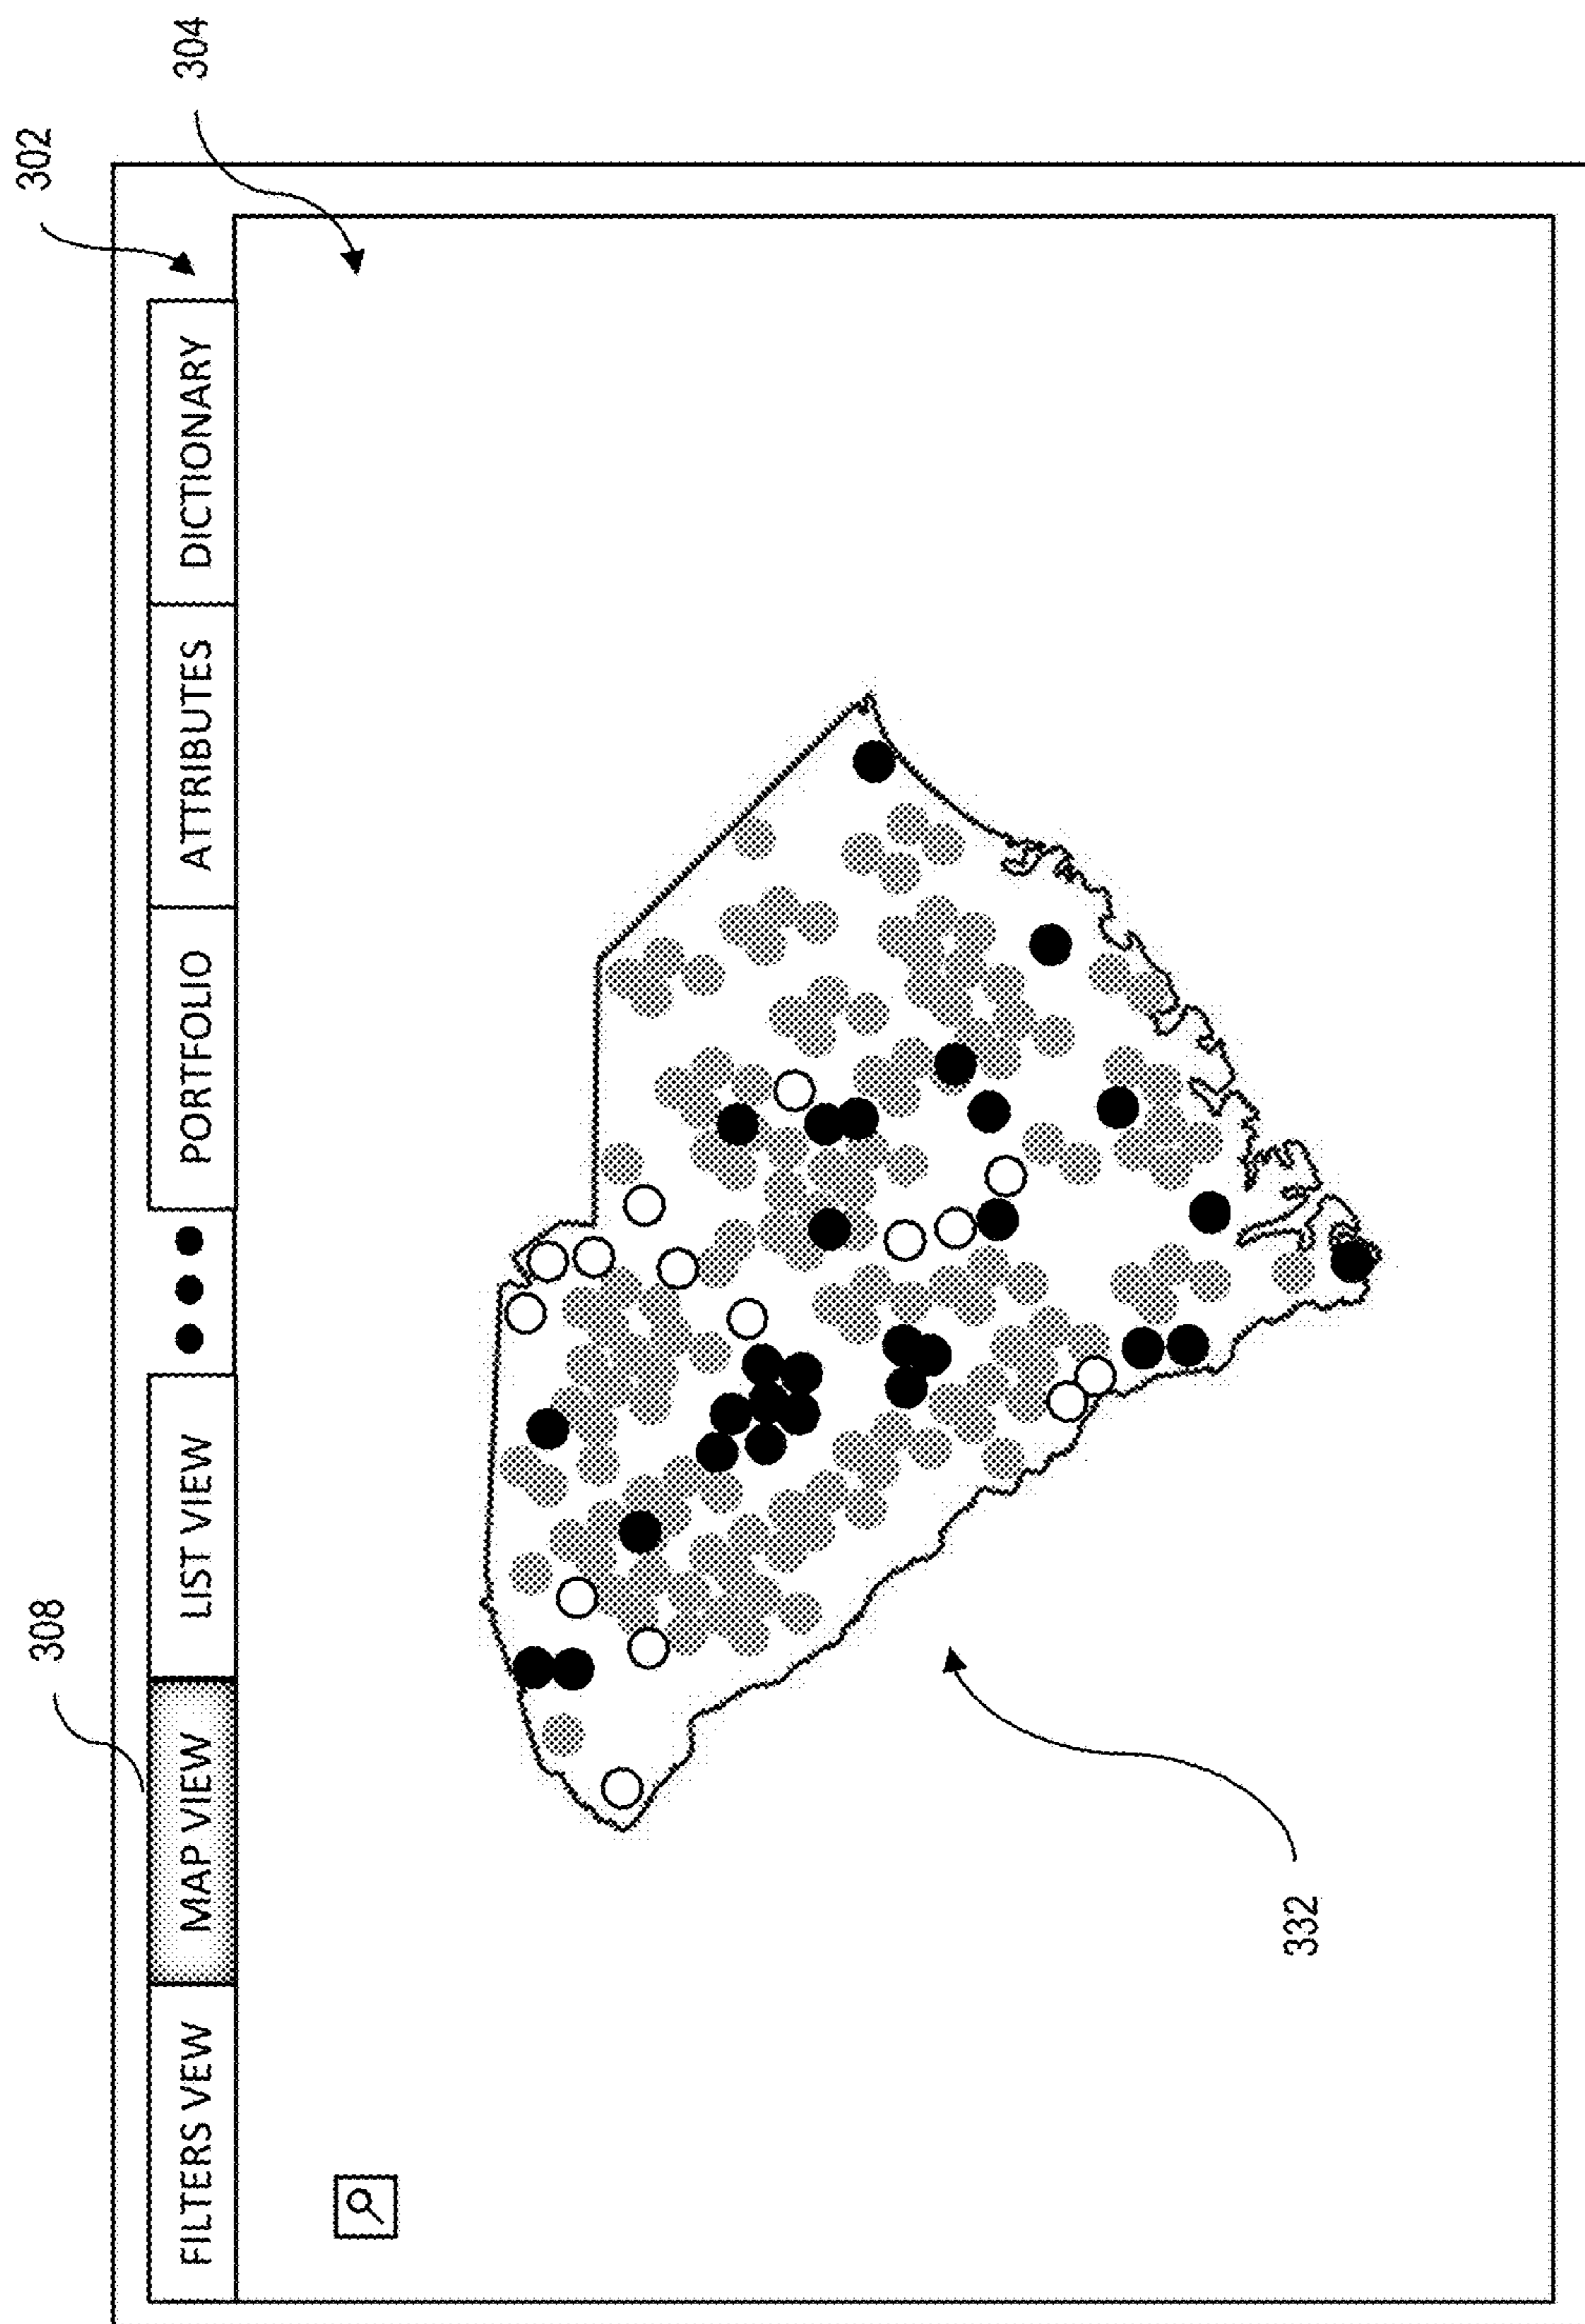 302
304
308
FILTERS VEW
MAP VIEW
LIST VIEW
PORTFOLIO
ATTRIBUTES
DICTIONARY
332